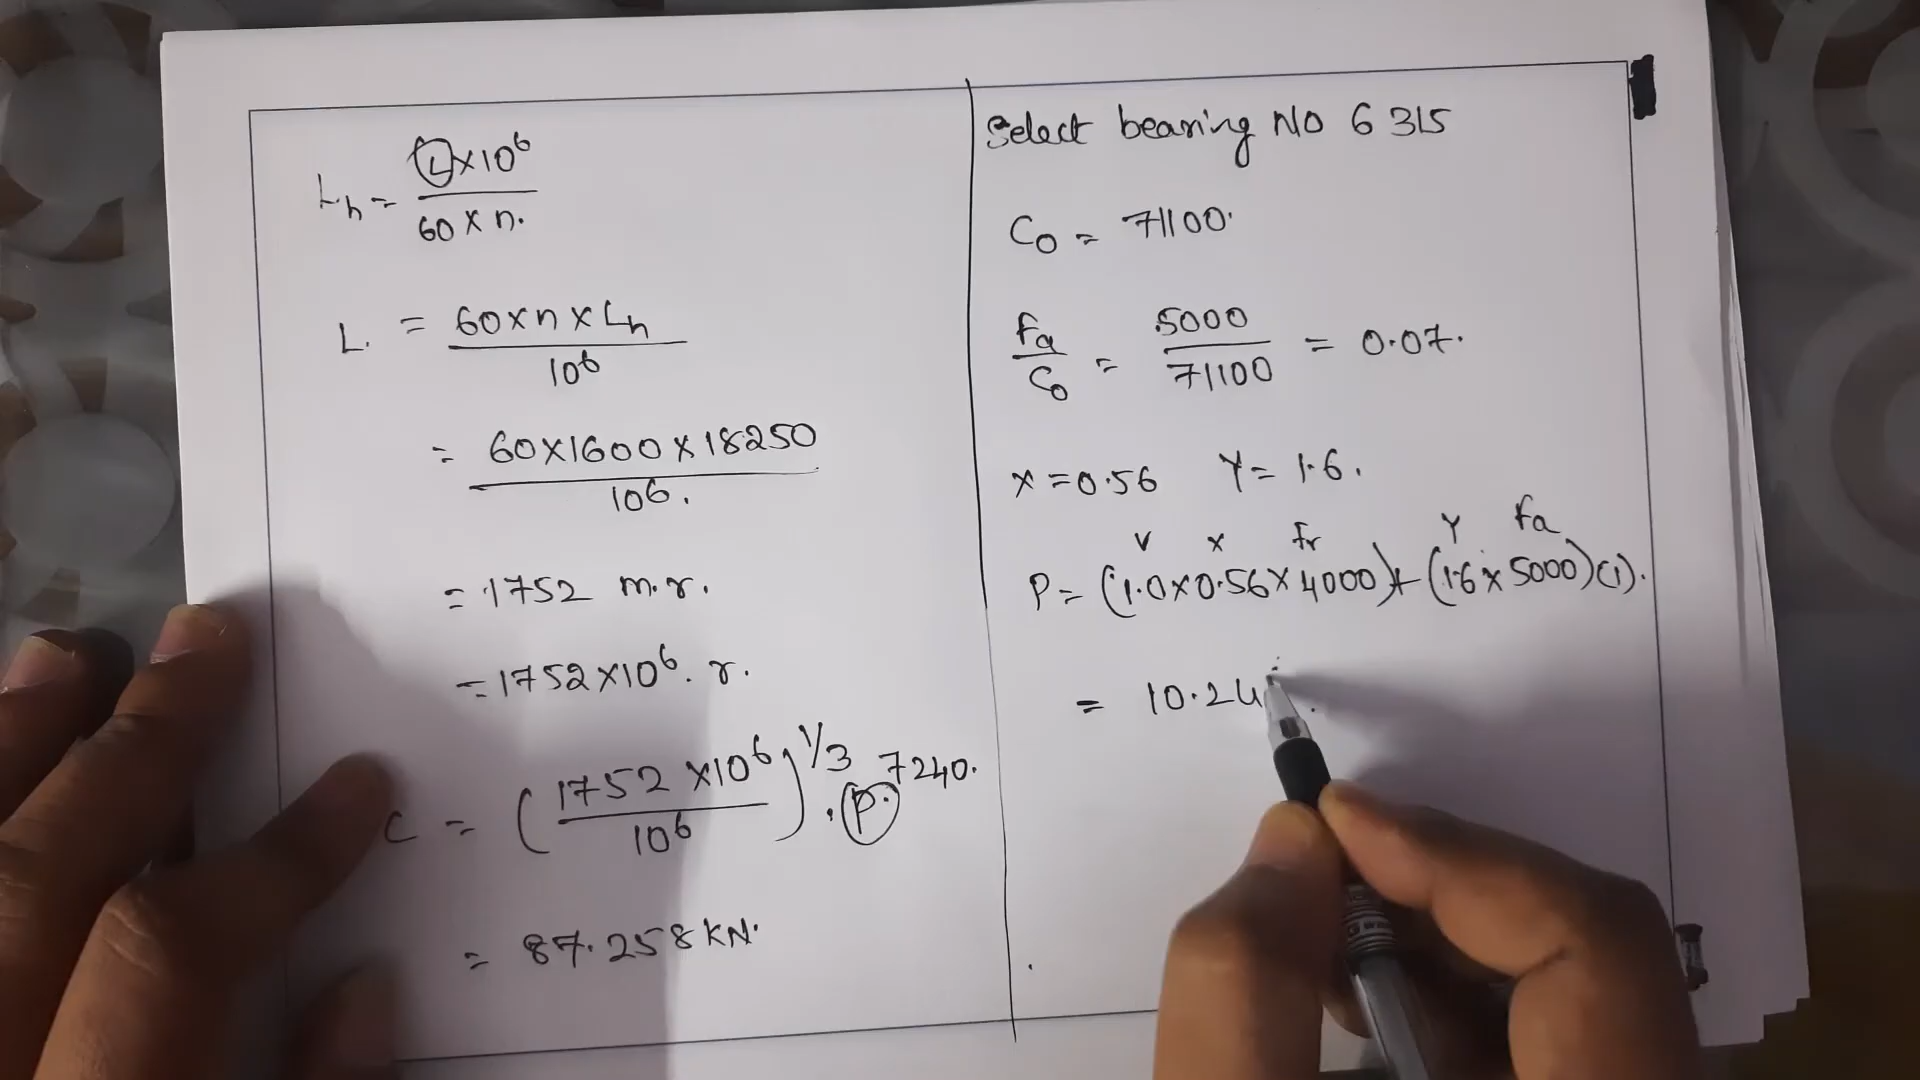 Lh = L×10⁶ / 60 × n.
L. = 60×n×Lh / 10⁶
= 60×1600×18250 / 10⁶.
= 1752 m.r.
= 1752×10⁶. r.
C = (1752×10⁶ / 10⁶)^1/3 . P. 7240.
= 87.258 KN.
Select bearing NO 6315
Co = 71100.
Fa / Co = 5000 / 71100 = 0.07.
X = 0.56 Y = 1.6.
V X Fr Y Fa
P = (1.0×0.56×4000)+(1.6×5000)(1).
= 10.24